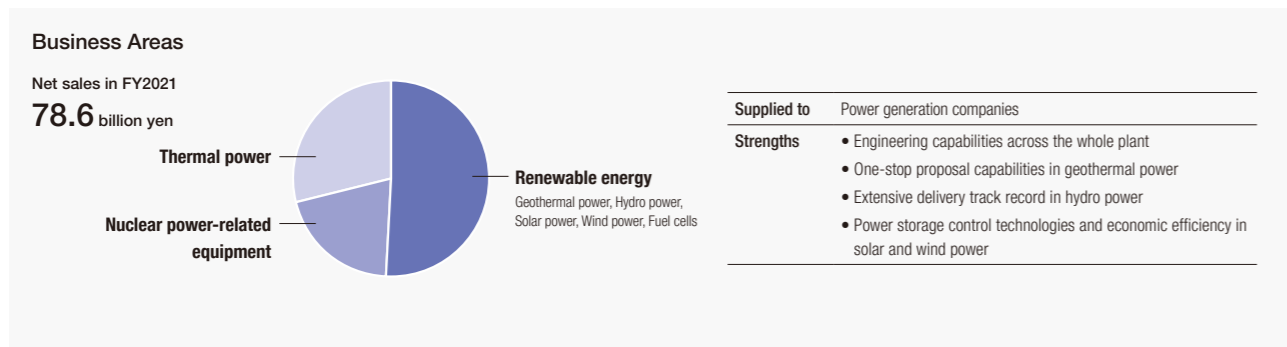 Business Areas
Net sales in FY2021
78.6 billion yen
Thermal power
Nuclear power-related
equipment
Renewable energy
Geothermal power, Hydro power,
Solar power, Wind power, Fuel cells
Supplied to Power generation companies
Strengths • Engineering capabilities across the whole plant
• One-stop proposal capabilities in geothermal power
• Extensive delivery track record in hydro power
• Power storage control technologies and economic efficiency in
solar and wind power